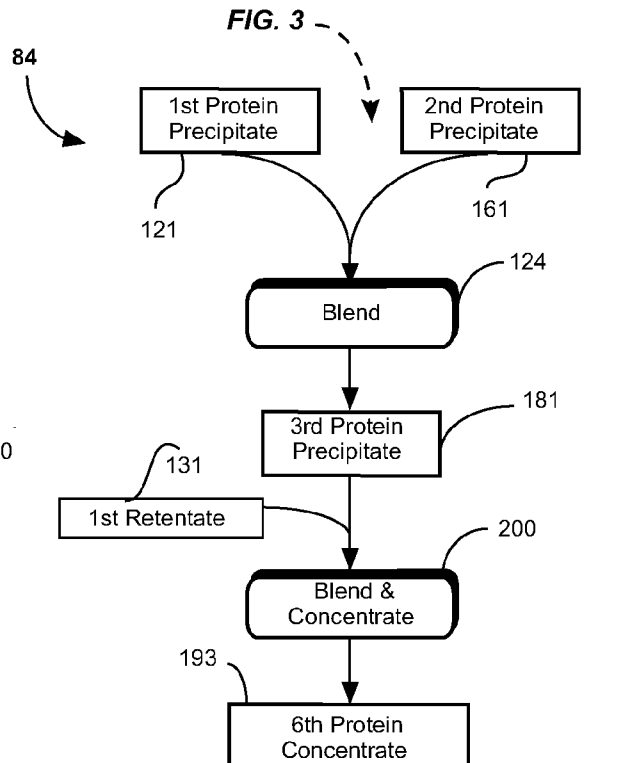 FIG. 3
84
1st Protein
Precipitate
2nd Protein
Precipitate
121
161
124
Blend
181
3rd Protein
Precipitate
0
131
1st Retentate
200
Blend &
Concentrate
193
6th Protein
Concentrate